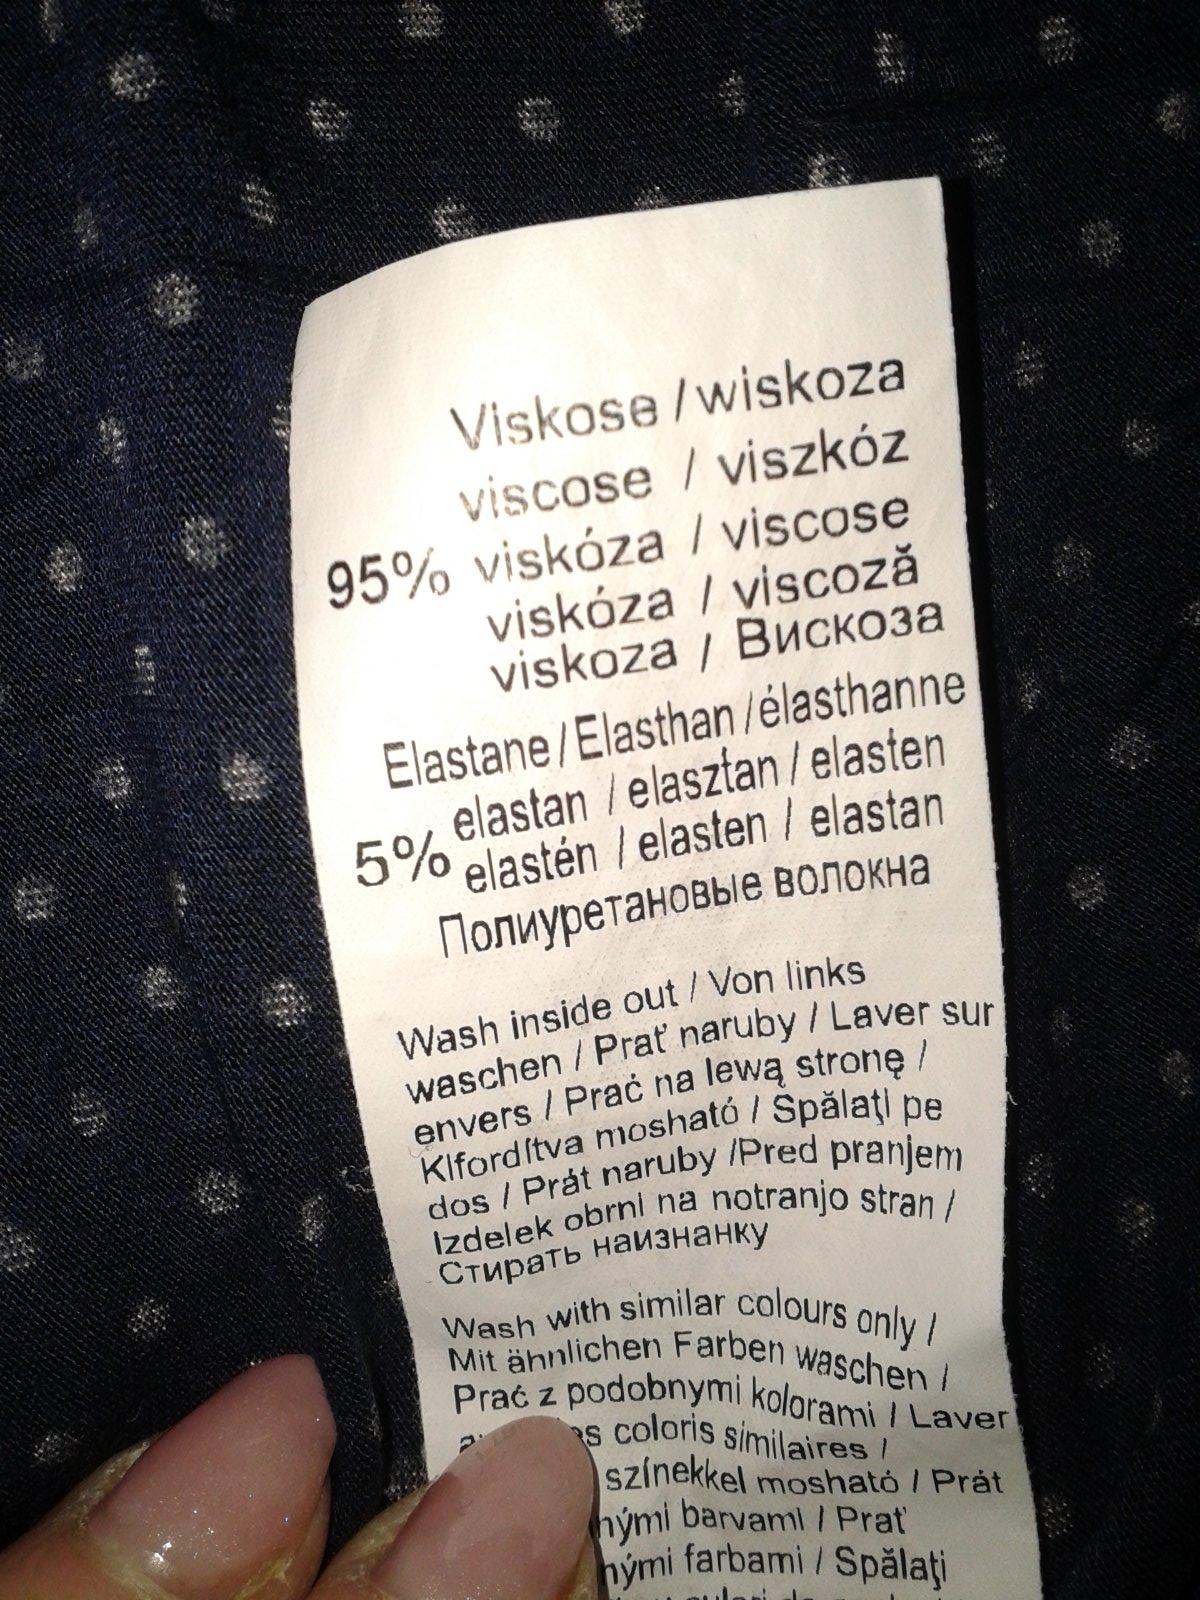 Viskose / wiskoza
viscose / viszkóz
95% viskóza / viscose
viskóza / viscoză
viskoza / Вискоза
Elastane / Elasthan / élasthanne
elastan / elasztan / elasten
5% elastén / elasten / elastan
Полиуретановые волокна
Wash inside out / Von links
waschen / Prať naruby / Laver sur
envers / Prać na lewą stronę /
Kifordítva mosható / Spălaţi pe
dos / Prát naruby /Pred pranjem
Izdelek obrni na notranjo stran /
Стирать наизнанку
Wash with similar colours only /
Mit ähnlichen Farben waschen /
Prać z podobnymi kolorami / Laver
coloris similaires /
színekkel mosható / Prát
barvami / Prať
farbami / Spălaţi